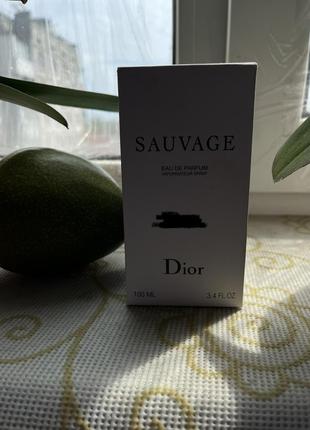 SAUVAGE
EAU DE PARFUM
VAPORISATEUR SPRAY
Dior
100 ML 3.4 FL.OZ